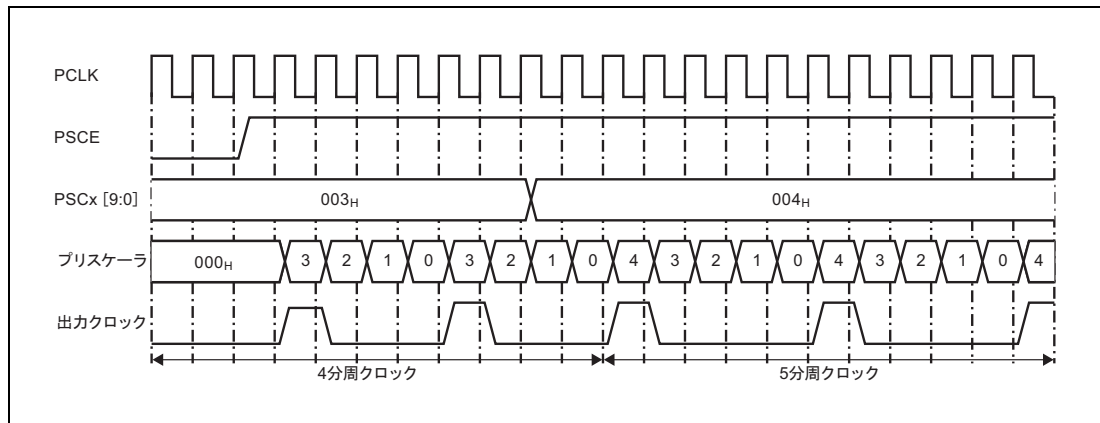 PCLK
PSCE
PSCx [9:0] 003H 004H
プリスケーラ 000H 3 2 1 0 3 2 1 0 4 3 2 1 0 4 3 2 1 0 4
出力クロック
4分周クロック 5分周クロック